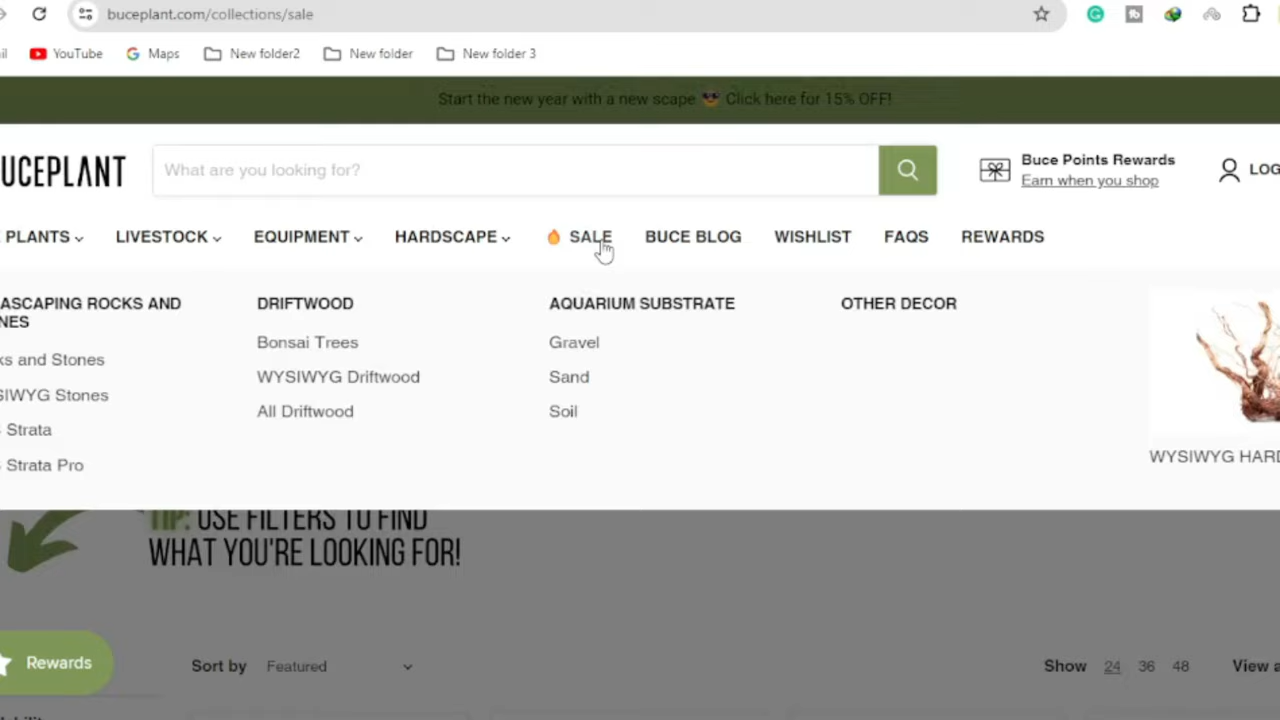 buceplant.com/collections/sale
YouTube Maps New folder2 New folder New folder 3
Start the new year with a new scape Click here for 15% OFF!
UCEPLANT What are you looking for? Buce Points Rewards
Earn when you shop
LOG
PLANTS LIVESTOCK EQUIPMENT HARDSCAPE SALE BUCE BLOG WISHLIST FAQS REWARDS
ASCAPING ROCKS AND
NES
ks and Stones
SIWYG Stones
Strata
Strata Pro
DRIFTWOOD
Bonsai Trees
WYSIWYG Driftwood
All Driftwood
AQUARIUM SUBSTRATE
Gravel
Sand
Soil
OTHER DECOR
WYSIWYG HARD
TIP: USE FILTERS TO FIND
WHAT YOU'RE LOOKING FOR!
Rewards
Sort by Featured Show 24 36 48 View a